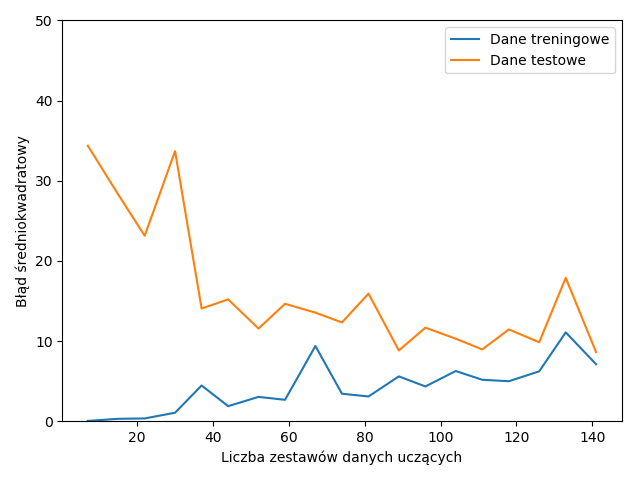 50
40
30
20
10
0
Błąd średniokwadratowy
Dane treningowe
Dane testowe
20 40 60 80 100 120 140
Liczba zestawów danych uczących